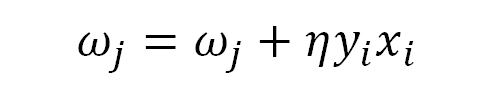 ωⱼ = ωⱼ + ηyᵢxᵢ